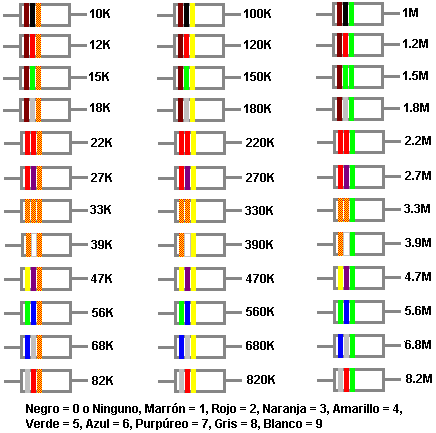 10K 100K 1M
12K 120K 1.2M
15K 150K 1.5M
18K 180K 1.8M
22K 220K 2.2M
27K 270K 2.7M
33K 330K 3.3M
39K 390K 3.9M
47K 470K 4.7M
56K 560K 5.6M
68K 680K 6.8M
82K 820K 8.2M
Negro = 0 o Ninguno, Marrón = 1, Rojo = 2, Naranja = 3, Amarillo = 4,
Verde = 5, Azul = 6, Purpúreo = 7, Gris = 8, Blanco = 9